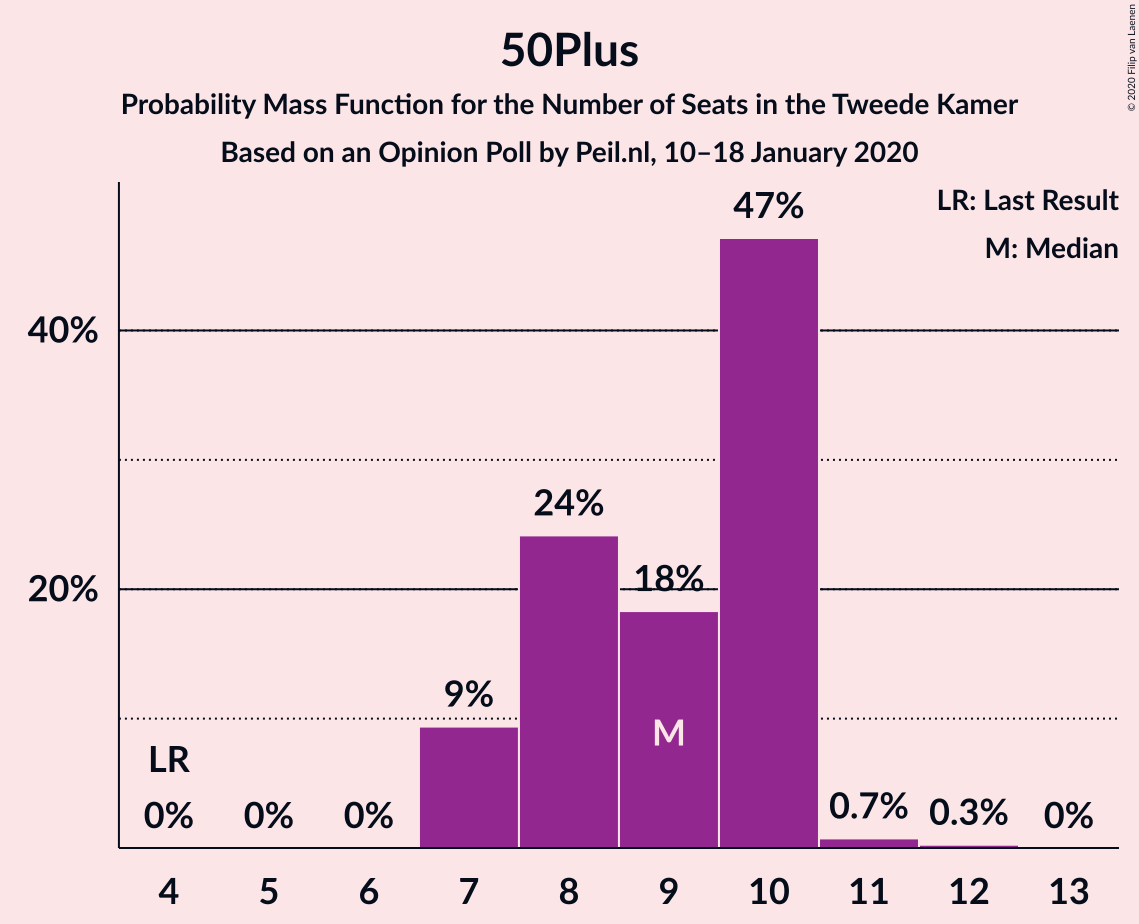 50Plus
Probability Mass Function for the Number of Seats in the Tweede Kamer
Based on an Opinion Poll by Peil.nl, 10–18 January 2020
© 2020 Filip van Laenen
LR: Last Result
M: Median
47%
40%
24%
20%
18%
9%
M
LR
0%
0%
0%
0.7%
0.3%
0%
4 5 6 7 8 9 10 11 12 13